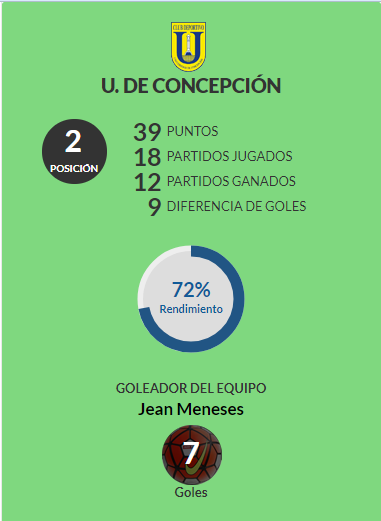 CLUB DEPORTIVO
U
U. DE CONCEPCIÓN
2
POSICIÓN
39 PUNTOS
18 PARTIDOS JUGADOS
12 PARTIDOS GANADOS
9 DIFERENCIA DE GOLES
72%
Rendimiento
GOLEADOR DEL EQUIPO
Jean Meneses
7
Goles